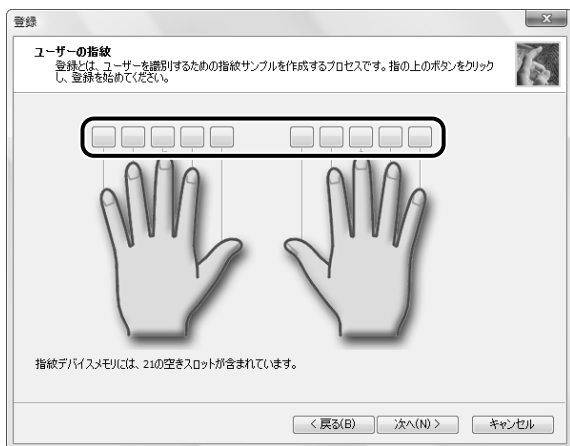 登録
ユーザーの指紋
登録とは、ユーザーを識別するための指紋サンプルを作成するプロセスです。指の上のボタンをクリック
し、登録を始めてください。
指紋デバイスメモリには、21の空きスロットが含まれています。
< 戻る(B)
次へ(N) >
キャンセル